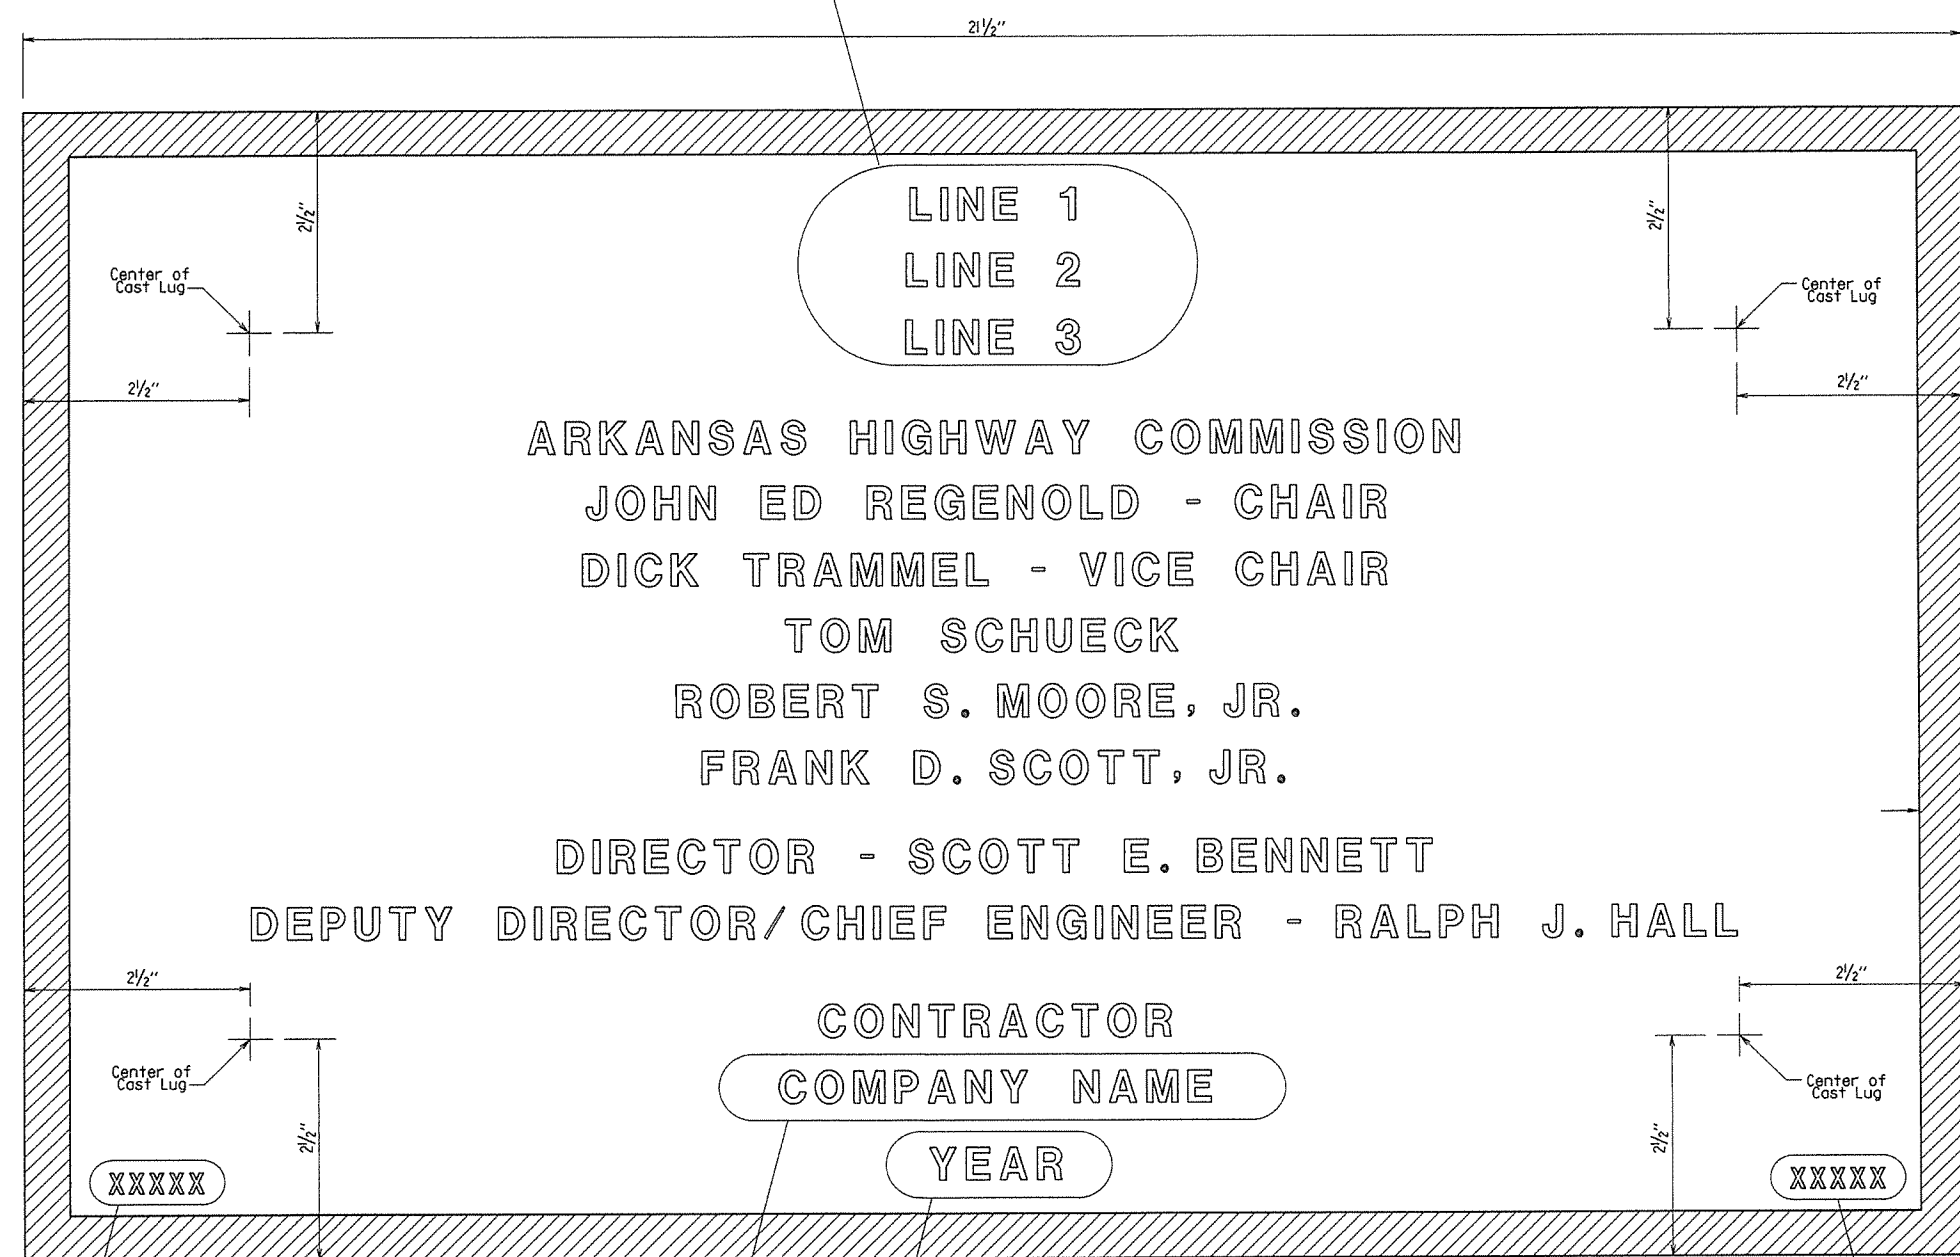 21½"
2½"
2½"
Center of
Cast Lug
Center of
Cast Lug
2½"
2½"
LINE 1
LINE 2
LINE 3
ARKANSAS HIGHWAY COMMISSION
JOHN ED REGENOLD - CHAIR
DICK TRAMMEL - VICE CHAIR
TOM SCHUECK
ROBERT S. MOORE, JR.
FRANK D. SCOTT, JR.
DIRECTOR - SCOTT E. BENNETT
DEPUTY DIRECTOR/CHIEF ENGINEER - RALPH J. HALL
2½"
2½"
CONTRACTOR
Center of
Cast Lug
COMPANY NAME
Center of
Cast Lug
2½"
2½"
YEAR
XXXXX
XXXXX